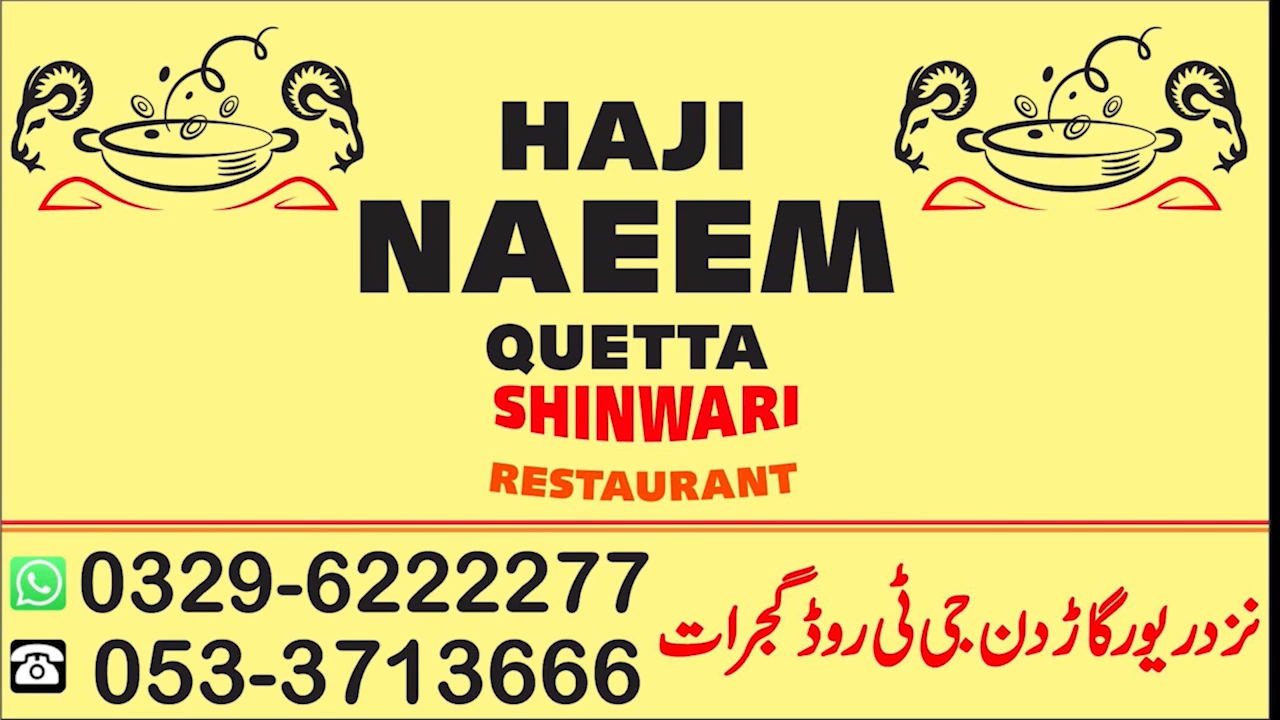 HAJI
NAEEM
QUETTA
SHINWARI
RESTAURANT
0329-6222277
053-3713666
نزد ریور گارڈن جی ٹی روڈ گجرات